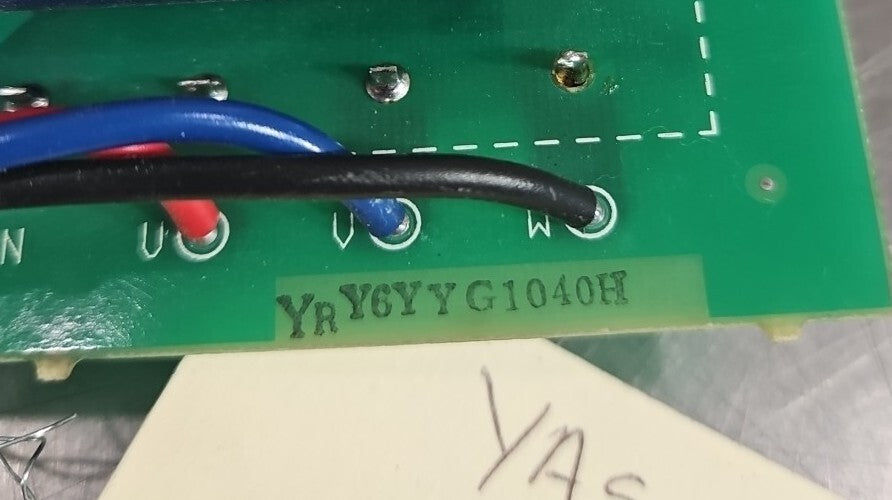 N U V W
YRY6YYG1040H
YAS